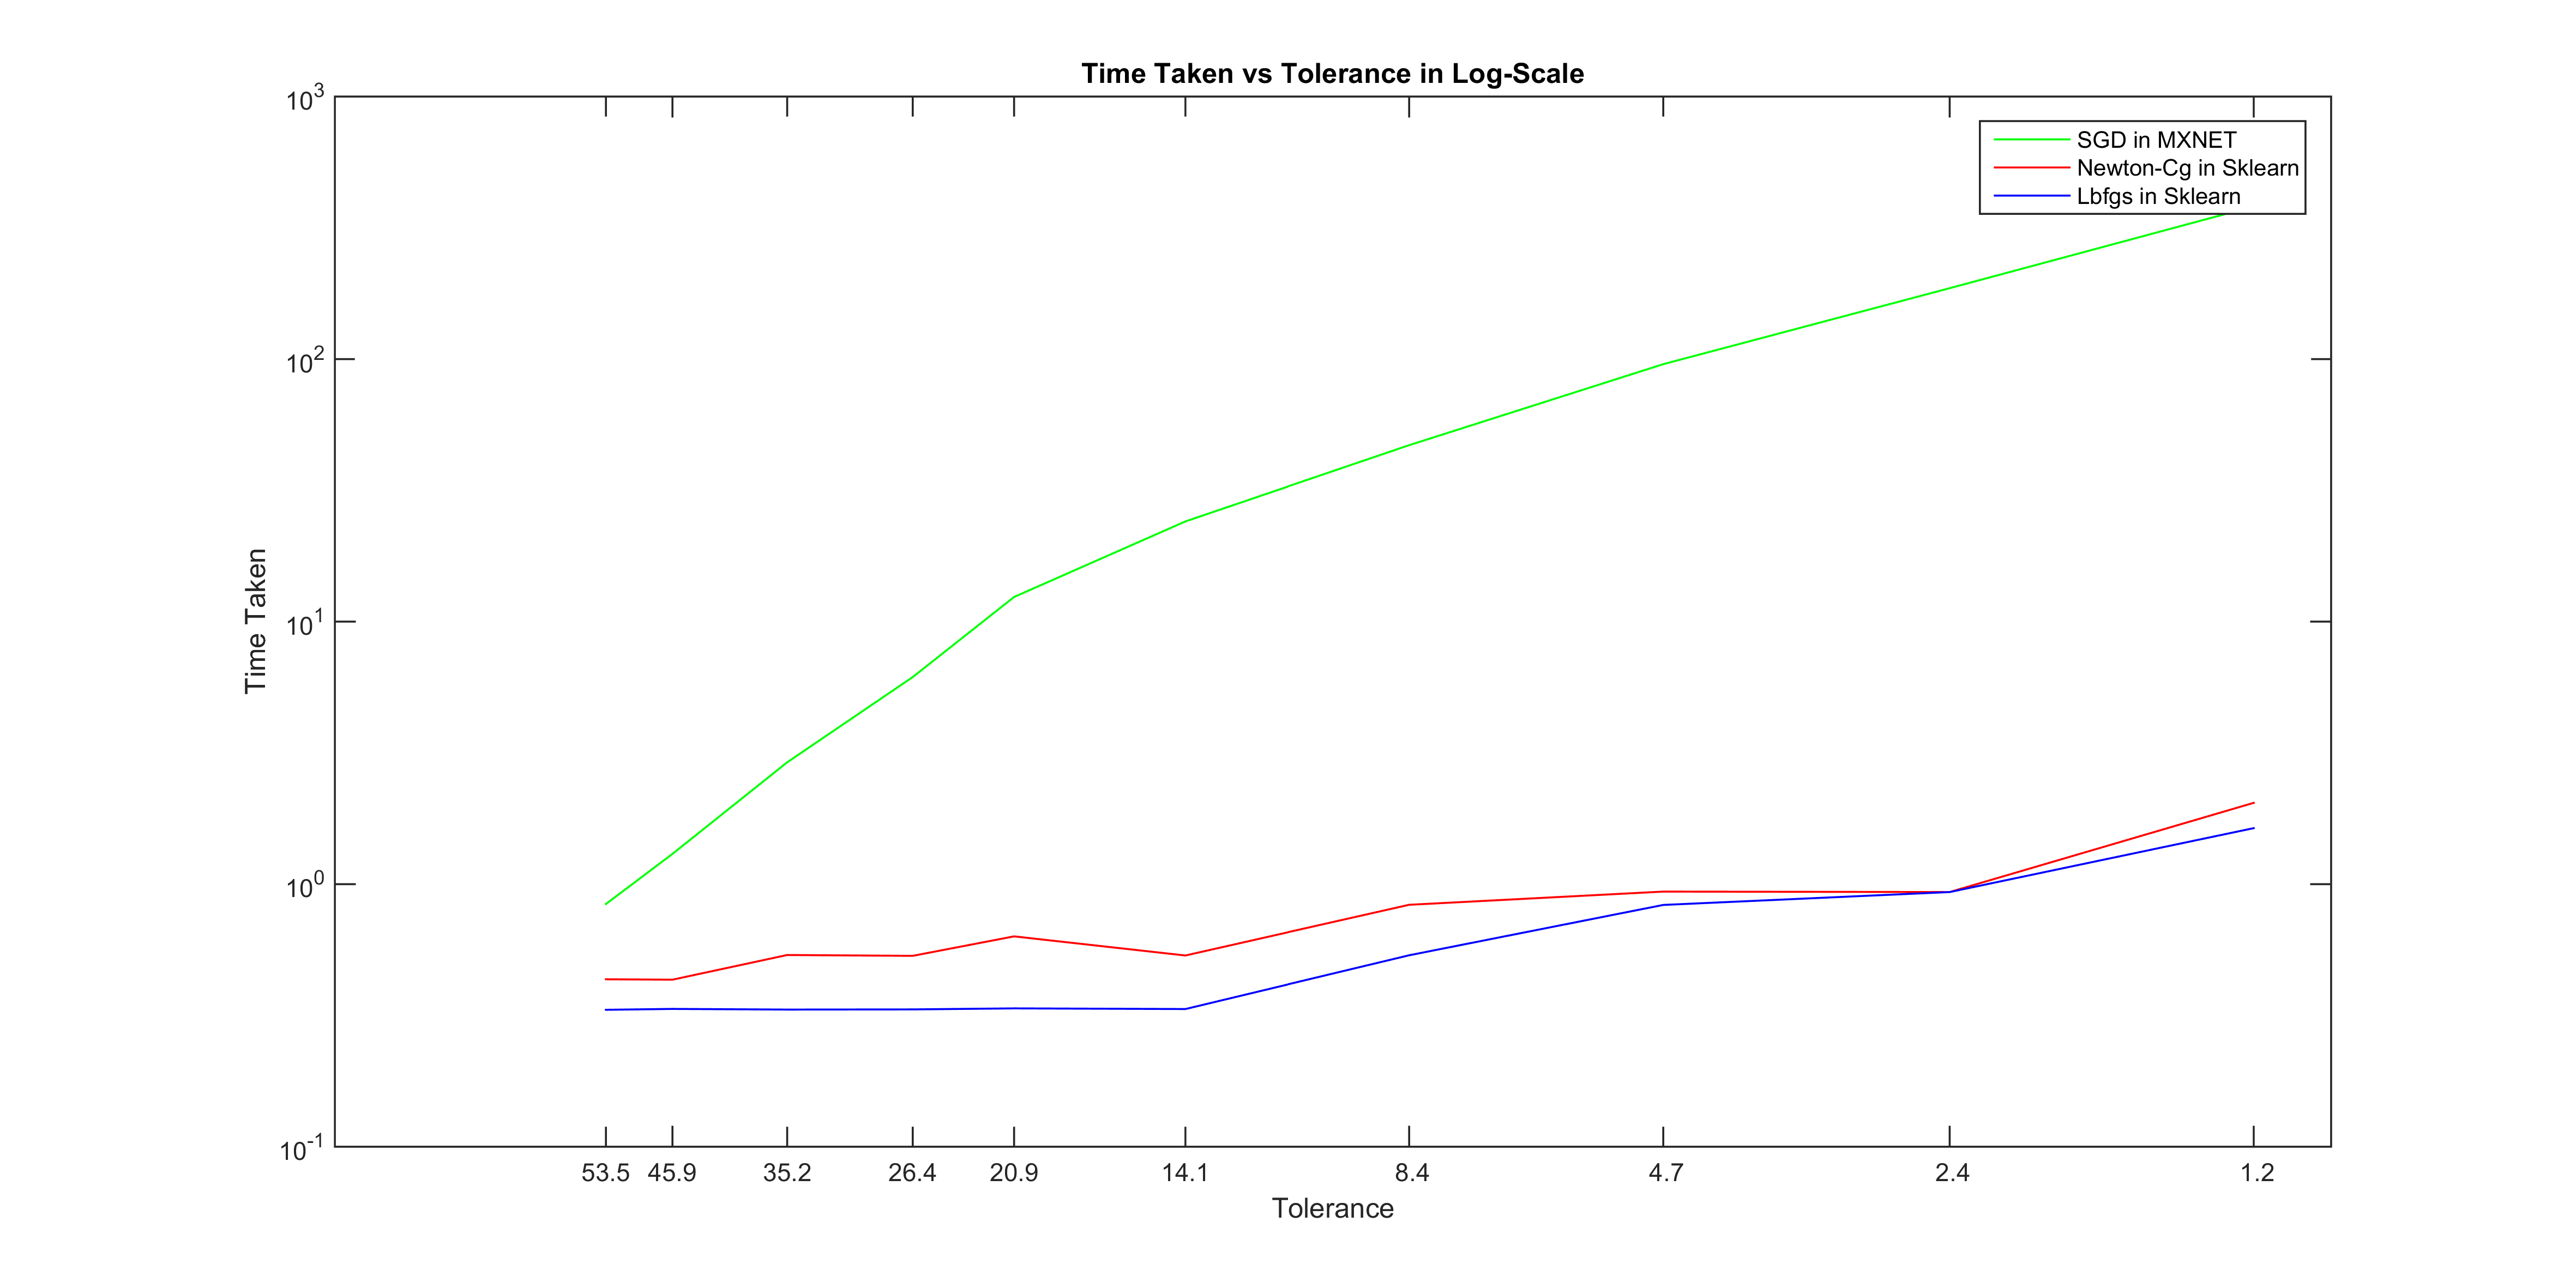 Time Taken vs Tolerance in Log-Scale
10^3
SGD in MXNET
Newton-Cg in Sklearn
Lbfgs in Sklearn
10^2
Time Taken
10^1
10^0
10^-1
53.5 45.9 35.2 26.4 20.9 14.1 8.4 4.7 2.4 1.2
Tolerance